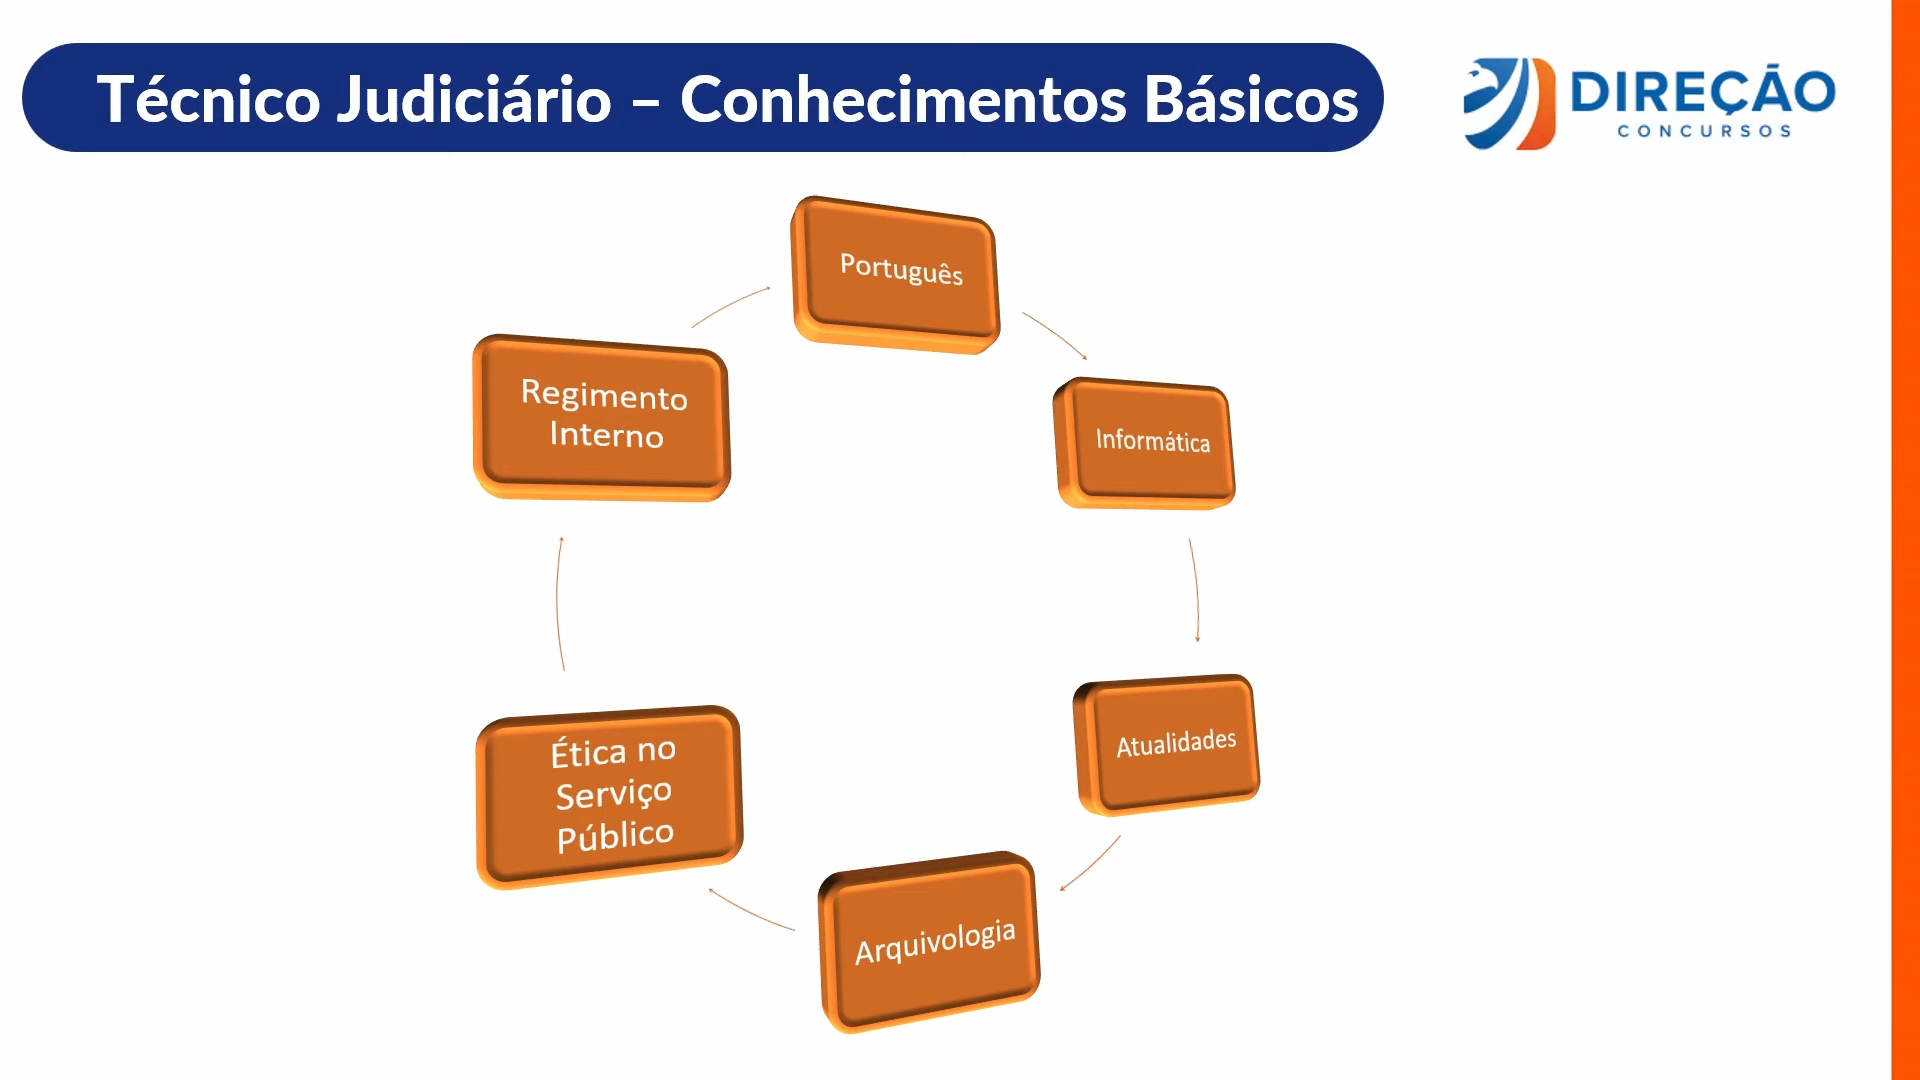 Técnico Judiciário – Conhecimentos Básicos
DIREÇÃO
CONCURSOS
Português
Informática
Atualidades
Arquivologia
Ética no
Serviço
Público
Regimento
Interno